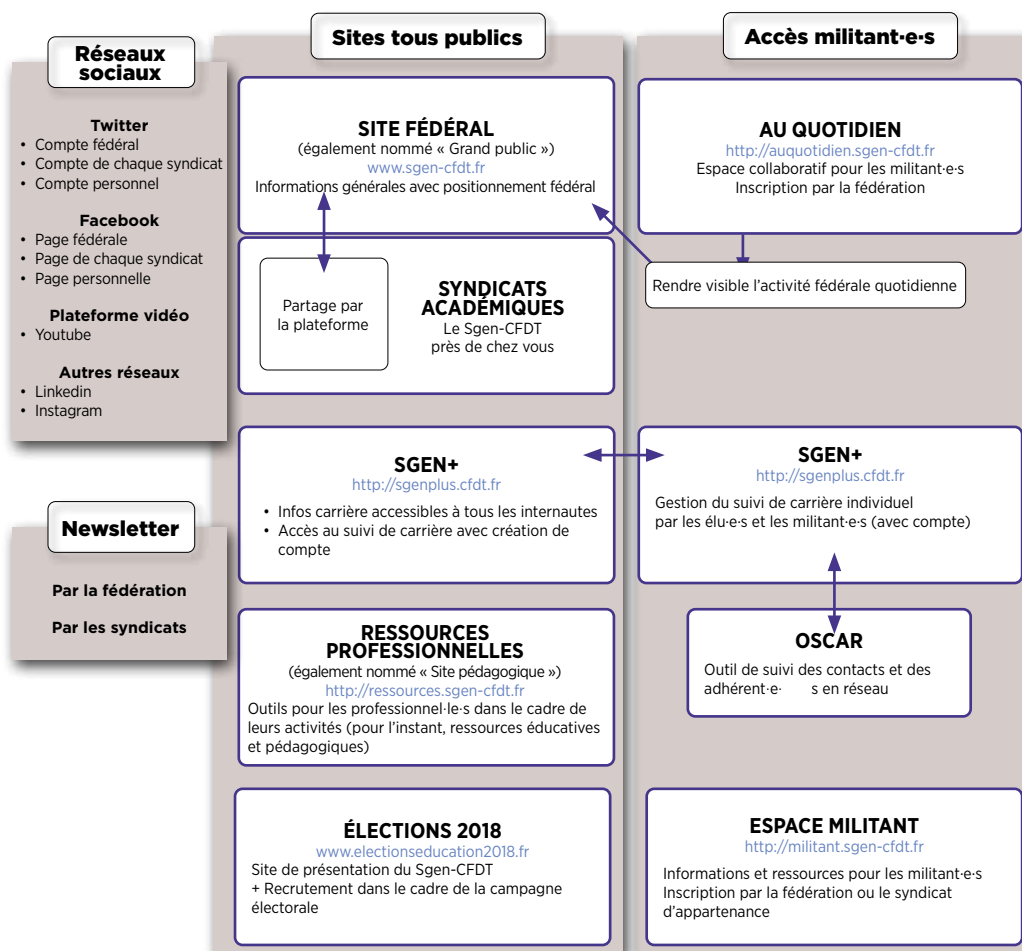 Réseaux
sociaux
Twitter
• Compte fédéral
• Compte de chaque syndicat
• Compte personnel
Facebook
• Page fédérale
• Page de chaque syndicat
• Page personnelle
Plateforme vidéo
• Youtube
Autres réseaux
• Linkedin
• Instagram
Newsletter
Par la fédération
Par les syndicats
Sites tous publics
SITE FÉDÉRAL
(également nommé « Grand public »)
www.sgen-cfdt.fr
Informations générales avec positionnement fédéral
Partage par
la plateforme
SYNDICATS
ACADÉMIQUES
Le Sgen-CFDT
près de chez vous
SGEN+
http://sgenplus.cfdt.fr
• Infos carrière accessibles à tous les internautes
• Accès au suivi de carrière avec création de
compte
RESSOURCES
PROFESSIONNELLES
(également nommé « Site pédagogique »)
http://ressources.sgen-cfdt.fr
Outils pour les professionnel·le·s dans le cadre de
leurs activités (pour l'instant, ressources éducatives
et pédagogiques)
ÉLECTIONS 2018
www.electionseducation2018.fr
Site de présentation du Sgen-CFDT
+ Recrutement dans le cadre de la campagne
électorale
Accès militant·e·s
AU QUOTIDIEN
http://auquotidien.sgen-cfdt.fr
Espace collaboratif pour les militant·e·s
Inscription par la fédération
Rendre visible l'activité fédérale quotidienne
SGEN+
http://sgenplus.cfdt.fr
Gestion du suivi de carrière individuel
par les élu·e·s et les militant·e·s (avec compte)
OSCAR
Outil de suivi des contacts et des
adhérent·e· s en réseau
ESPACE MILITANT
http://militant.sgen-cfdt.fr
Informations et ressources pour les militant·e·s
Inscription par la fédération ou le syndicat
d'appartenance